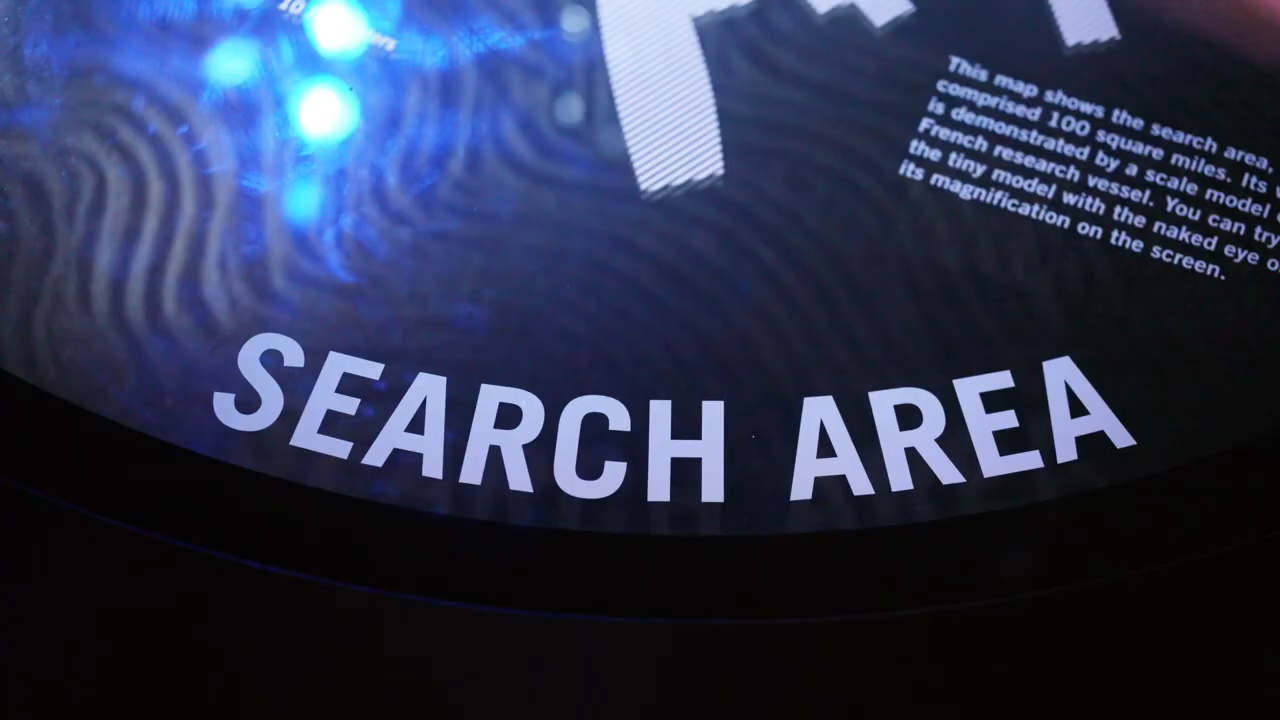 10
This map shows the search area,
comprised 100 square miles. Its
is demonstrated by a scale model
French research vessel. You can try
the tiny model with the naked eye
its magnification on the screen.
SEARCH AREA